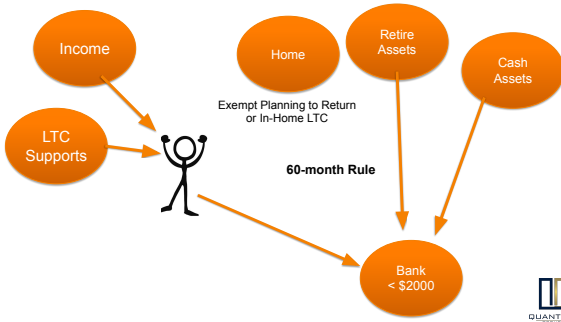 Income
Home
Retire
Assets
Cash
Assets
Exempt Planning to Return
or In-Home LTC
LTC
Supports
60-month Rule
Bank
< $2000